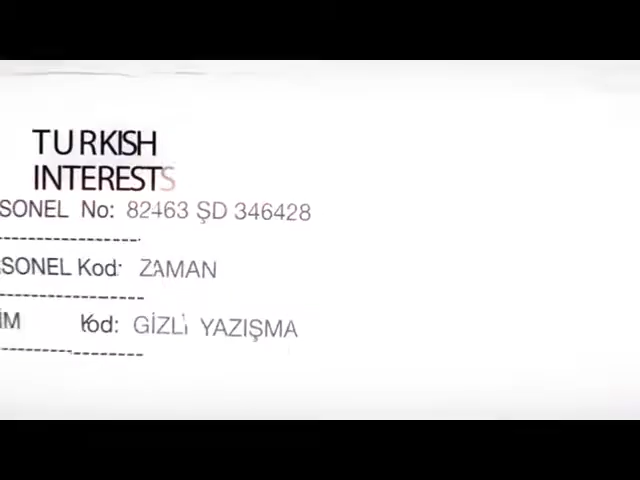 TURKISH
INTERESTS
SONEL No: 82463 ŞD 346428
SONEL Kod: ZAMAN
İM Kod: GİZLİ YAZIŞMA